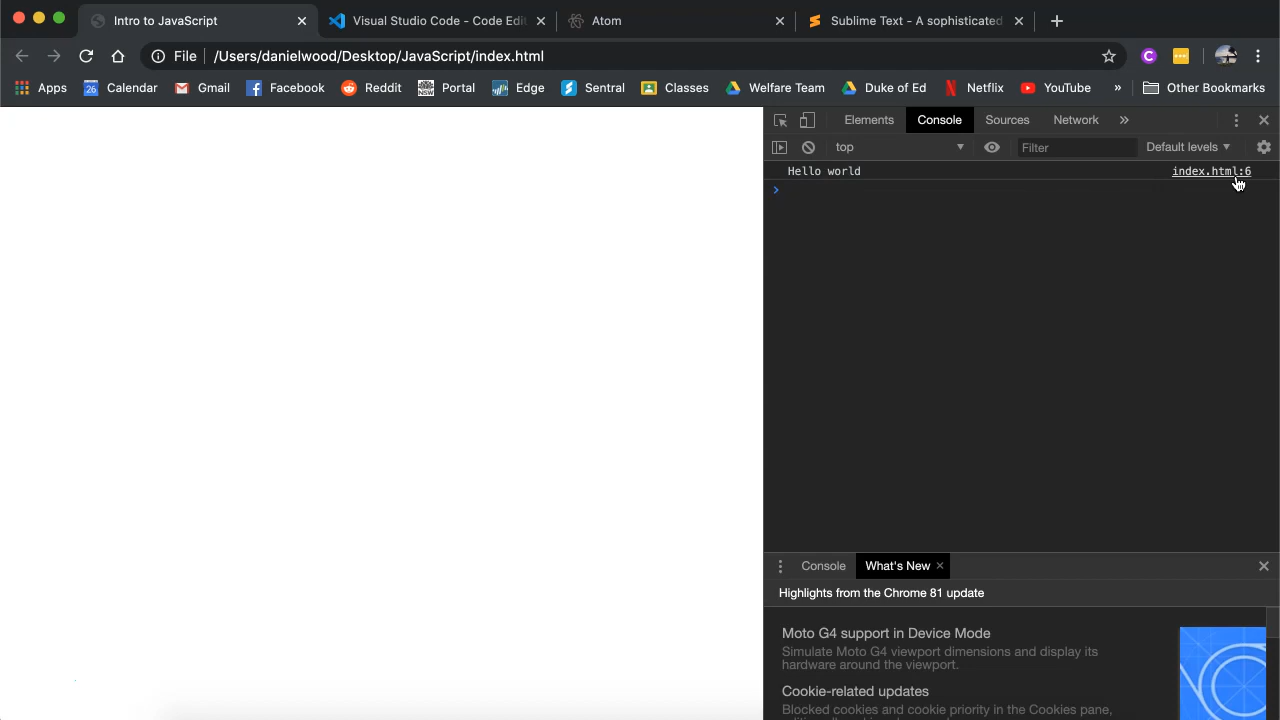 Intro to JavaScript
Visual Studio Code - Code Edit
Atom
Sublime Text - A sophisticated
File /Users/danielwood/Desktop/JavaScript/index.html
Apps 26 Calendar Gmail Facebook Reddit NSW Portal Edge Sentral Classes Welfare Team Duke of Ed Netflix YouTube » Other Bookmarks
Elements Console Sources Network »
top Filter Default levels
Hello world index.html:6
Console What's New
Highlights from the Chrome 81 update
Moto G4 support in Device Mode
Simulate Moto G4 viewport dimensions and display its
hardware around the viewport.
Cookie-related updates
Blocked cookies and cookie priority in the Cookies pane,